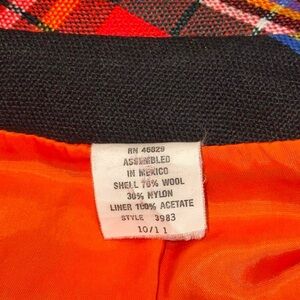 RN 46829
ASSEMBLED
IN MEXICO
SHELL 70% WOOL
30% NYLON
LINER 100% ACETATE
STYLE 3983
10/11